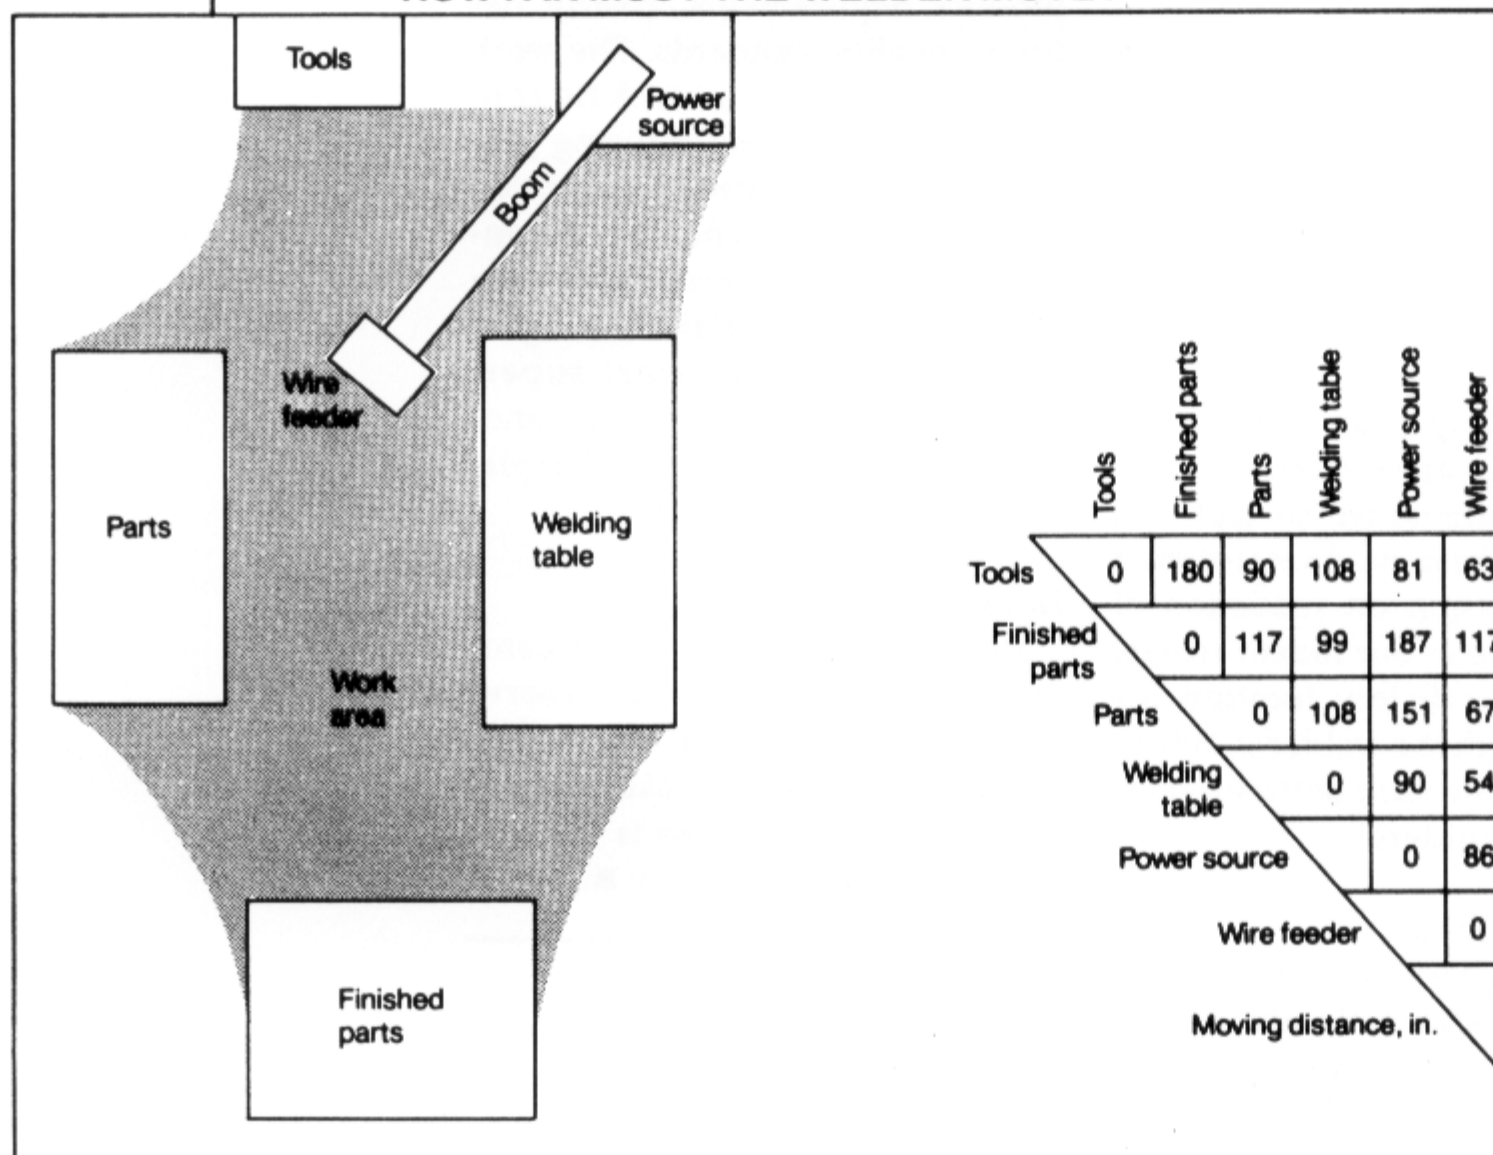 Tools
Power
source
Boom
Wire
feeder
Parts
Welding
table
Work
area
Finished
parts
Tools
Finished parts
Parts
Welding table
Power source
Wire feeder
Tools 0 180 90 108 81 63
Finished
parts
0 117 99 187 117
Parts 0 108 151 67
Welding
table
0 90 54
Power source 0 86
Wire feeder 0
Moving distance, in.